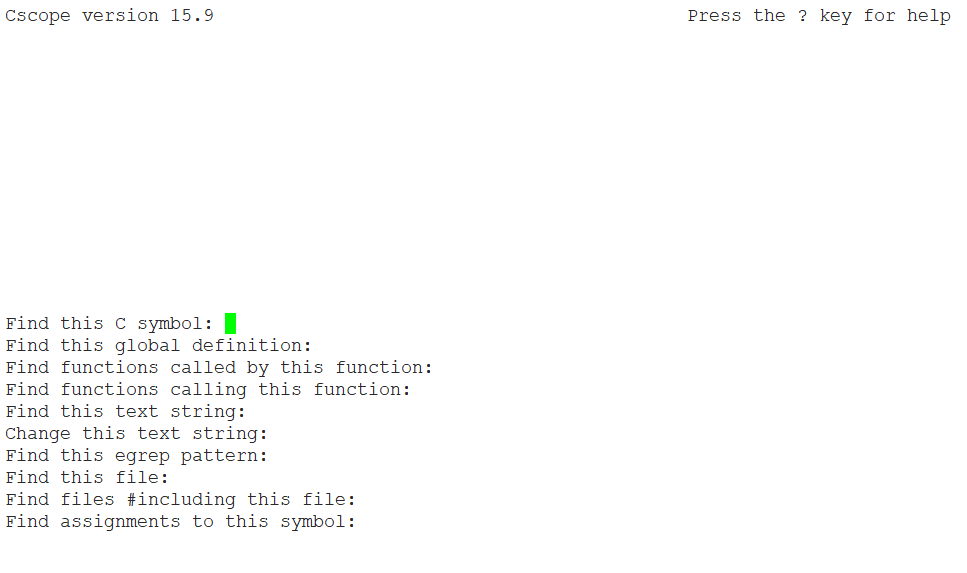 Cscope version 15.9 Press the ? key for help
Find this C symbol:
Find this global definition:
Find functions called by this function:
Find functions calling this function:
Find this text string:
Change this text string:
Find this egrep pattern:
Find this file:
Find files #including this file:
Find assignments to this symbol: